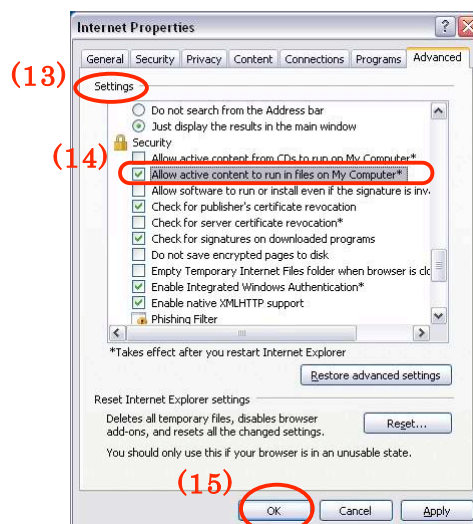 Internet Properties
General Security Privacy Content Connections Programs Advanced
(13)
Settings
Do not search from the Address bar
Just display the results in the main window
Security
(14)
Allow active content from CDs to run on My Computer*
Allow active content to run in files on My Computer*
Allow software to run or install even if the signature is inv
Check for publisher's certificate revocation
Check for server certificate revocation*
Check for signatures on downloaded programs
Do not save encrypted pages to disk
Empty Temporary Internet Files folder when browser is clo
Enable Integrated Windows Authentication*
Enable native XMLHTTP support
Phishing Filter
*Takes effect after you restart Internet Explorer
Restore advanced settings
Reset Internet Explorer settings
Deletes all temporary files, disables browser
add-ons, and resets all the changed settings.
Reset...
You should only use this if your browser is in an unusable state.
(15)
OK Cancel Apply